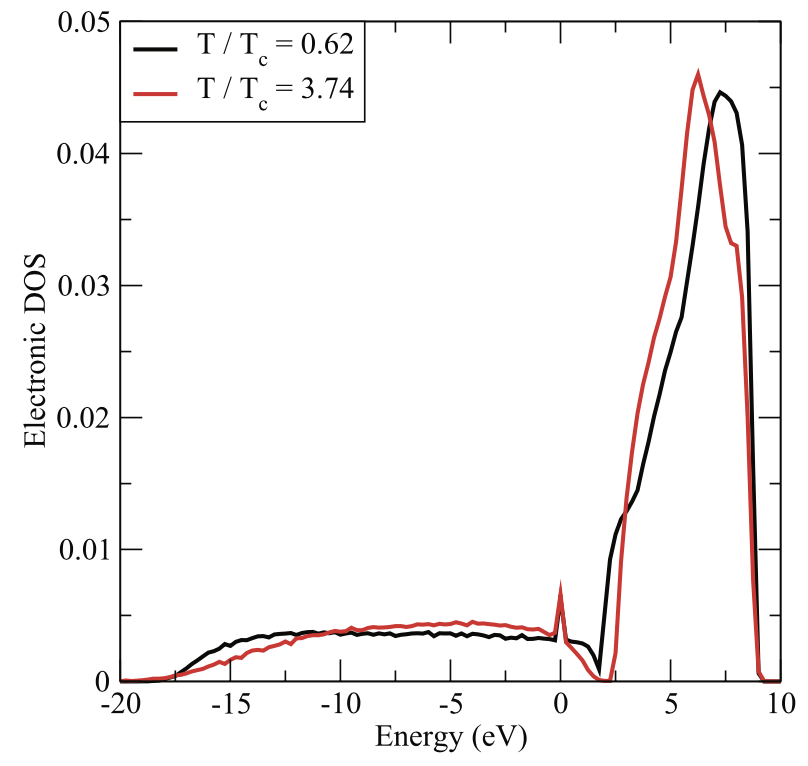 0.05
T / Tc = 0.62
T / Tc = 3.74
0.04
0.03
0.02
0.01
0
Electronic DOS
-20 -15 -10 -5 0 5 10
Energy (eV)